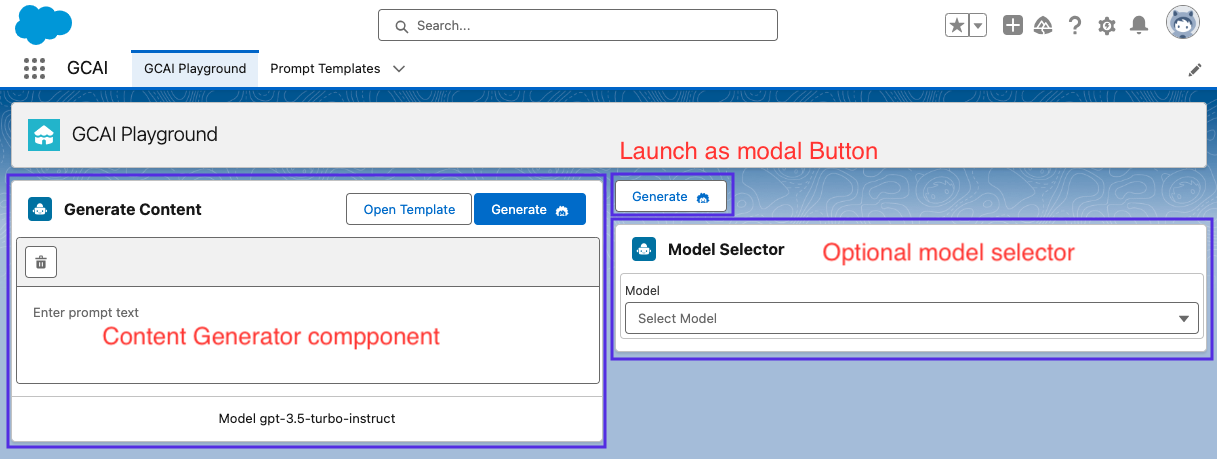 Search...
GCAI
GCAI Playground
Prompt Templates
GCAI Playground
Launch as modal Button
Generate Content
Open Template
Generate
Enter prompt text
Content Generator compponent
Model gpt-3.5-turbo-instruct
Generate
Model Selector
Optional model selector
Model
Select Model